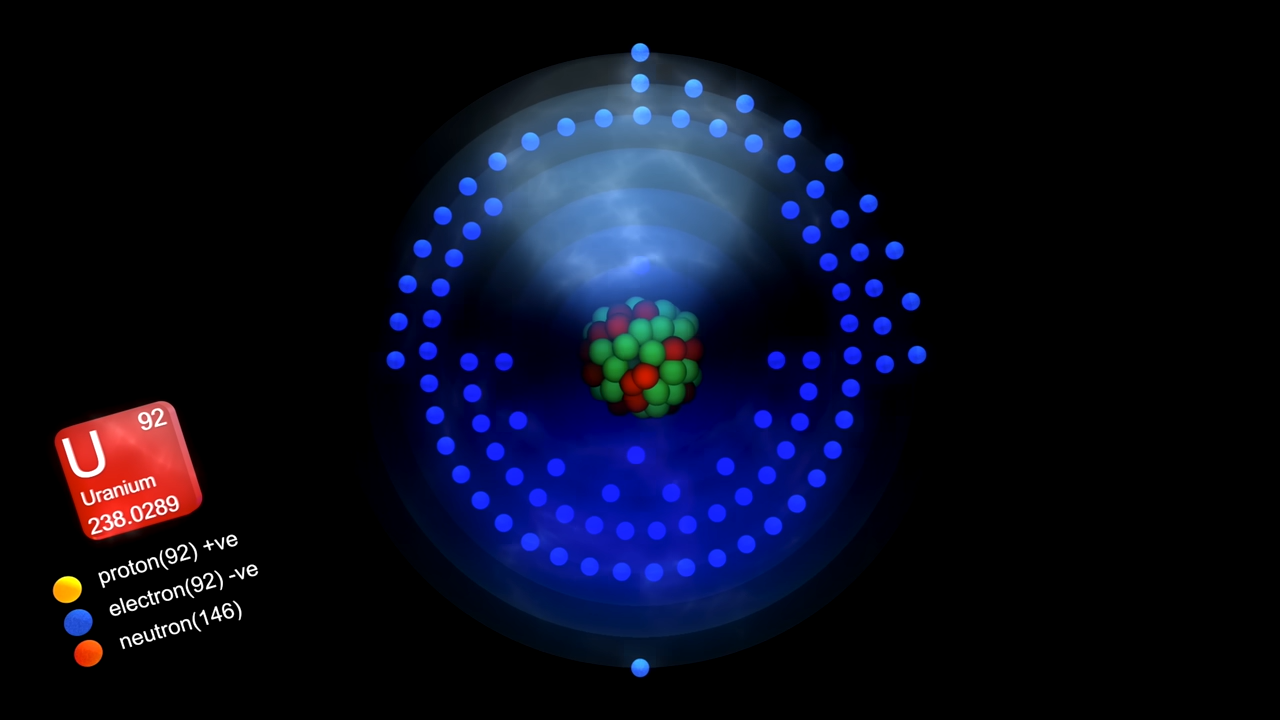 92
U
Uranium
238.0289
proton(92) +ve
electron(92) -ve
neutron(146)